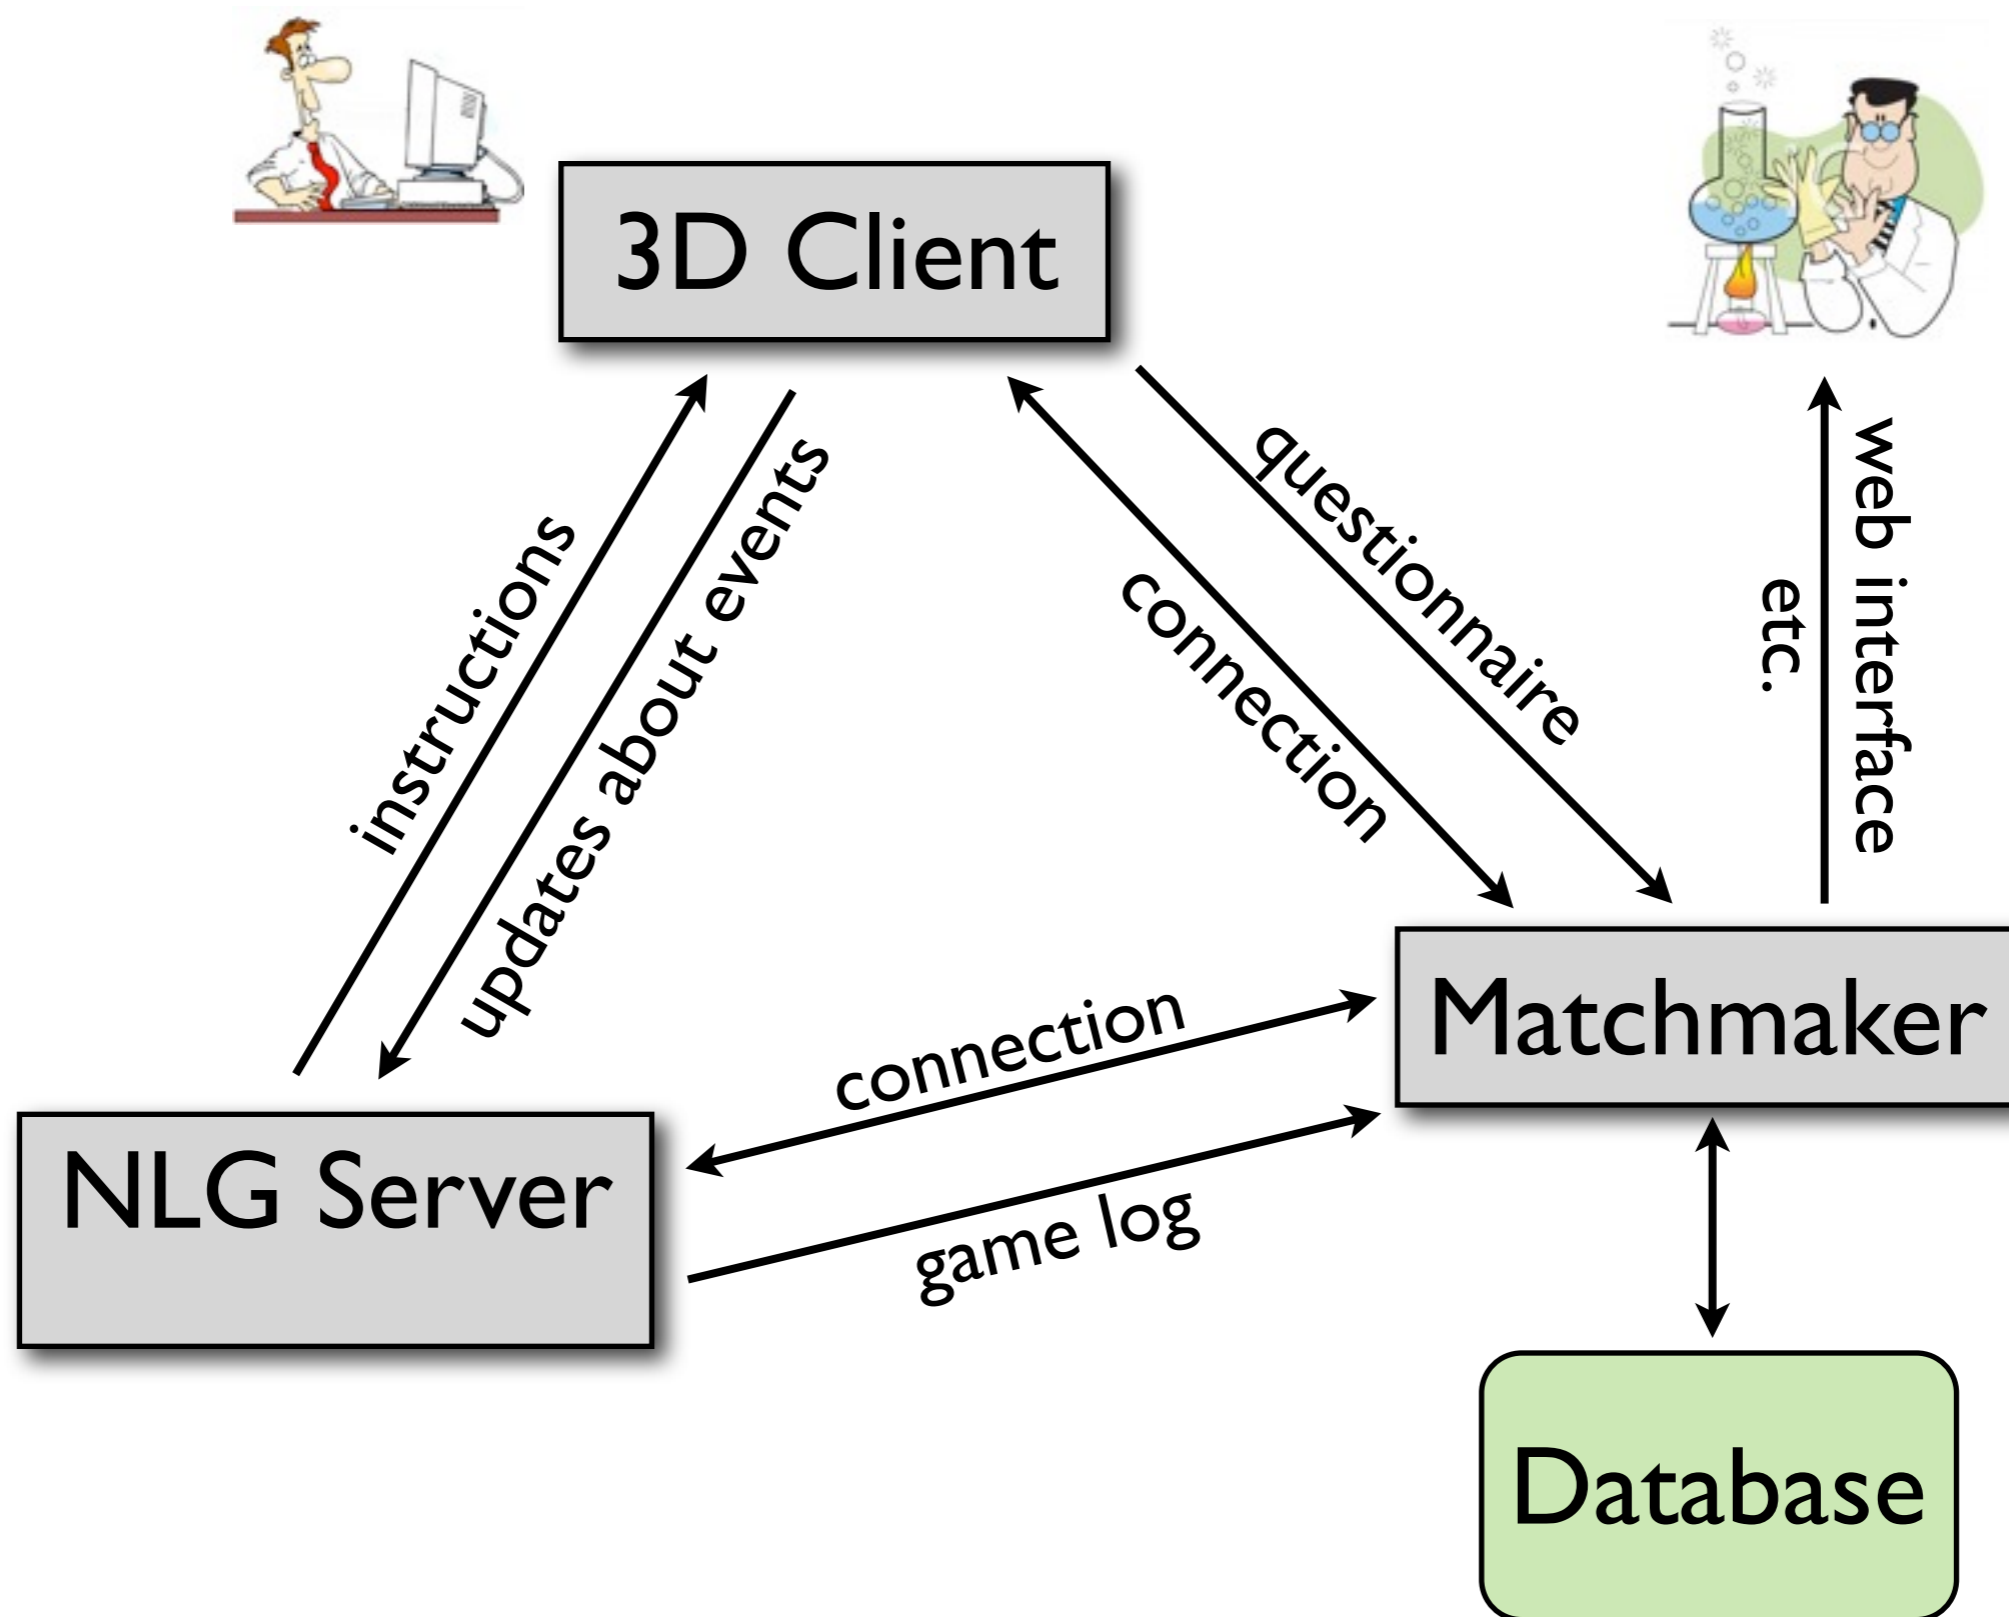 3D Client
instructions
updates about events
questionnaire
connection
web interface
etc.
connection
Matchmaker
NLG Server
game log
Database